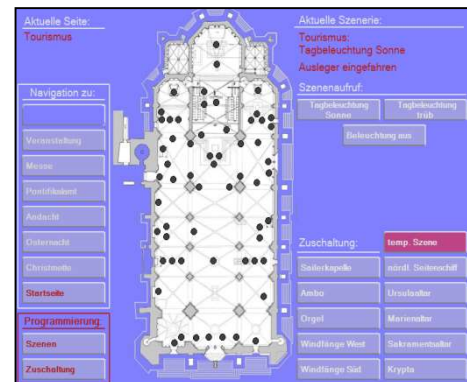 Aktuelle Seite:
Tourismus
Navigation zu:
Veranstaltung
Messe
Pontifikalamt
Andacht
Osternacht
Christmette
Startseite
Programmierung:
Szenen
Zuschaltung
Aktuelle Szenerie:
Tourismus:
Tagbeleuchtung Sonne
Ausleger eingefahren
Szenenaufruf:
Tagbeleuchtung
Sonne
Tagbeleuchtung
trüb
Beleuchtung aus
Zuschaltung:
temp. Szene
Sailerkapelle
nördl. Seitenschiff
Ambo
Ursulaaltar
Orgel
Marienaltar
Windfänge West
Sakramentsaltar
Windfänge Süd
Krypta